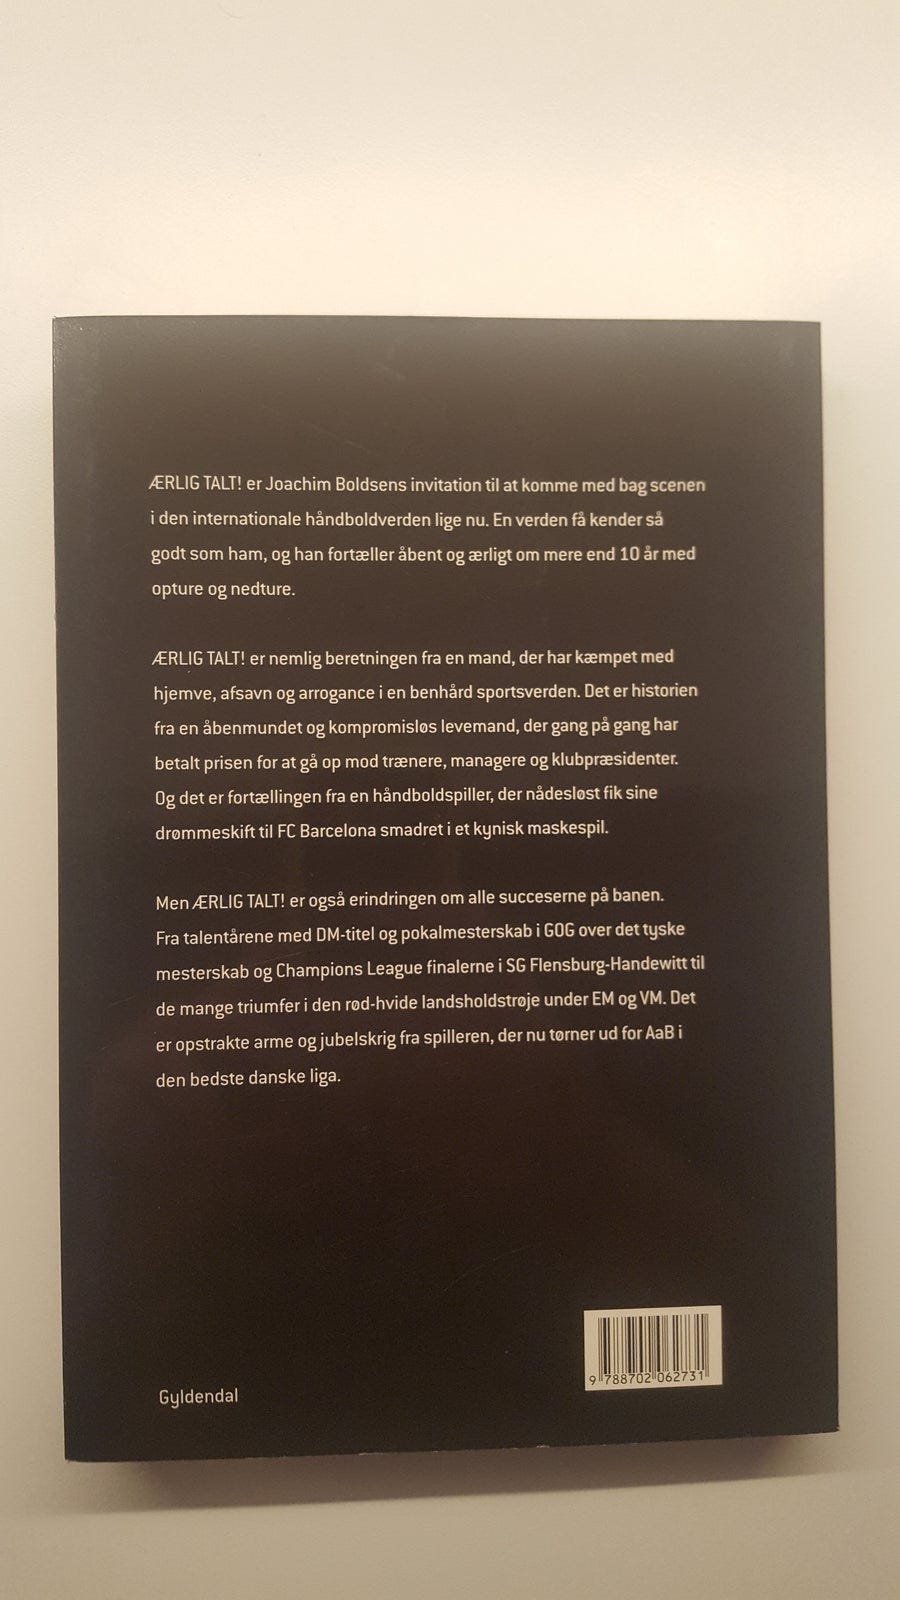 ÆRLIG TALT! er Joachim Boldsens invitation til at komme med bag scenen
i den internationale håndboldverden lige nu. En verden få kender så
godt som ham, og han fortæller åbent og ærligt om mere end 10 år med
opture og nedture.
ÆRLIG TALT! er nemlig beretningen fra en mand, der har kæmpet med
hjemve, afsavn og arrogance i en benhård sportsverden. Det er historien
fra en åbenmundet og kompromisløs levemand, der gang på gang har
betalt prisen for at gå op mod trænere, managere og klubpræsidenter.
Og det er fortællingen fra en håndboldspiller, der nådesløst fik sine
drømmeskift til FC Barcelona smadret i et kynisk maskespil.
Men ÆRLIG TALT! er også erindringen om alle succeserne på banen.
Fra talentårene med DM-titel og pokalmesterskab i GOG over det tyske
mesterskab og Champions League finalerne i SG Flensburg-Handewitt til
de mange triumfer i den rød-hvide landsholdstrøje under EM og VM. Det
er opstrakte arme og jubelskrig fra spilleren, der nu tørner ud for AaB i
den bedste danske liga.
Gyldendal
9 788702 062731